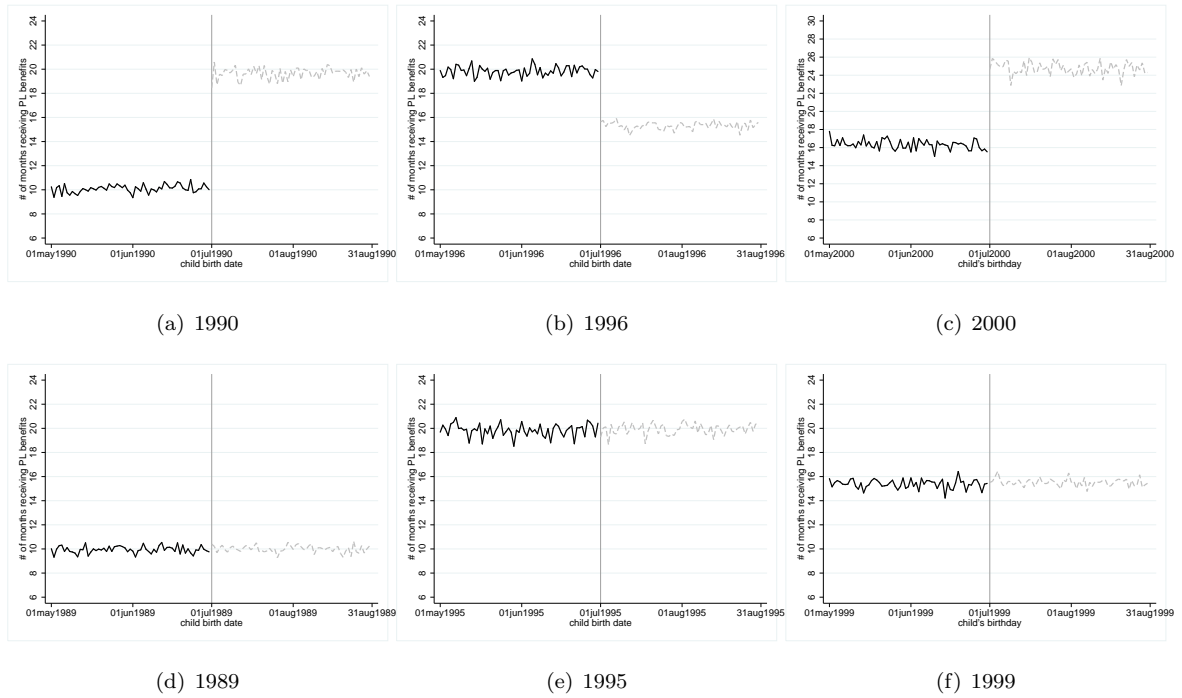 # of months receiving PL benefits
24
22
20
18
16
14
12
10
8
6
01may1990 01jun1990 01jul1990 01aug1990 31aug1990
child birth date
(a) 1990
# of months receiving PL benefits
24
22
20
18
16
14
12
10
8
6
01may1996 01jun1996 01jul1996 01aug1996 31aug1996
child birth date
(b) 1996
# of months receiving PL benefits
30
28
26
24
22
20
18
16
14
12
10
8
6
01may2000 01jun2000 01jul2000 01aug2000 31aug2000
child's birthday
(c) 2000
# of months receiving PL benefits
24
22
20
18
16
14
12
10
8
6
01may1989 01jun1989 01jul1989 01aug1989 31aug1989
child birth date
(d) 1989
# of months receiving PL benefits
24
22
20
18
16
14
12
10
8
6
01may1995 01jun1995 01jul1995 01aug1995 31aug1995
child birth date
(e) 1995
# of months receiving PL benefits
24
22
20
18
16
14
12
10
8
6
01may1999 01jun1999 01jul1999 01aug1999 31aug1999
child's birthday
(f) 1999